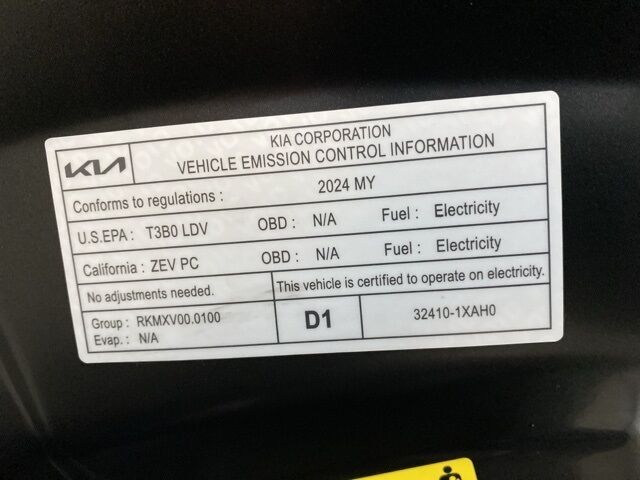 KIA
KIA CORPORATION
VEHICLE EMISSION CONTROL INFORMATION
Conforms to regulations : 2024 MY
U.S.EPA : T3B0 LDV OBD : N/A Fuel : Electricity
California : ZEV PC OBD : N/A Fuel : Electricity
No adjustments needed. This vehicle is certified to operate on electricity.
Group : RKMXV00.0100
Evap. : N/A
D1
32410-1XAH0